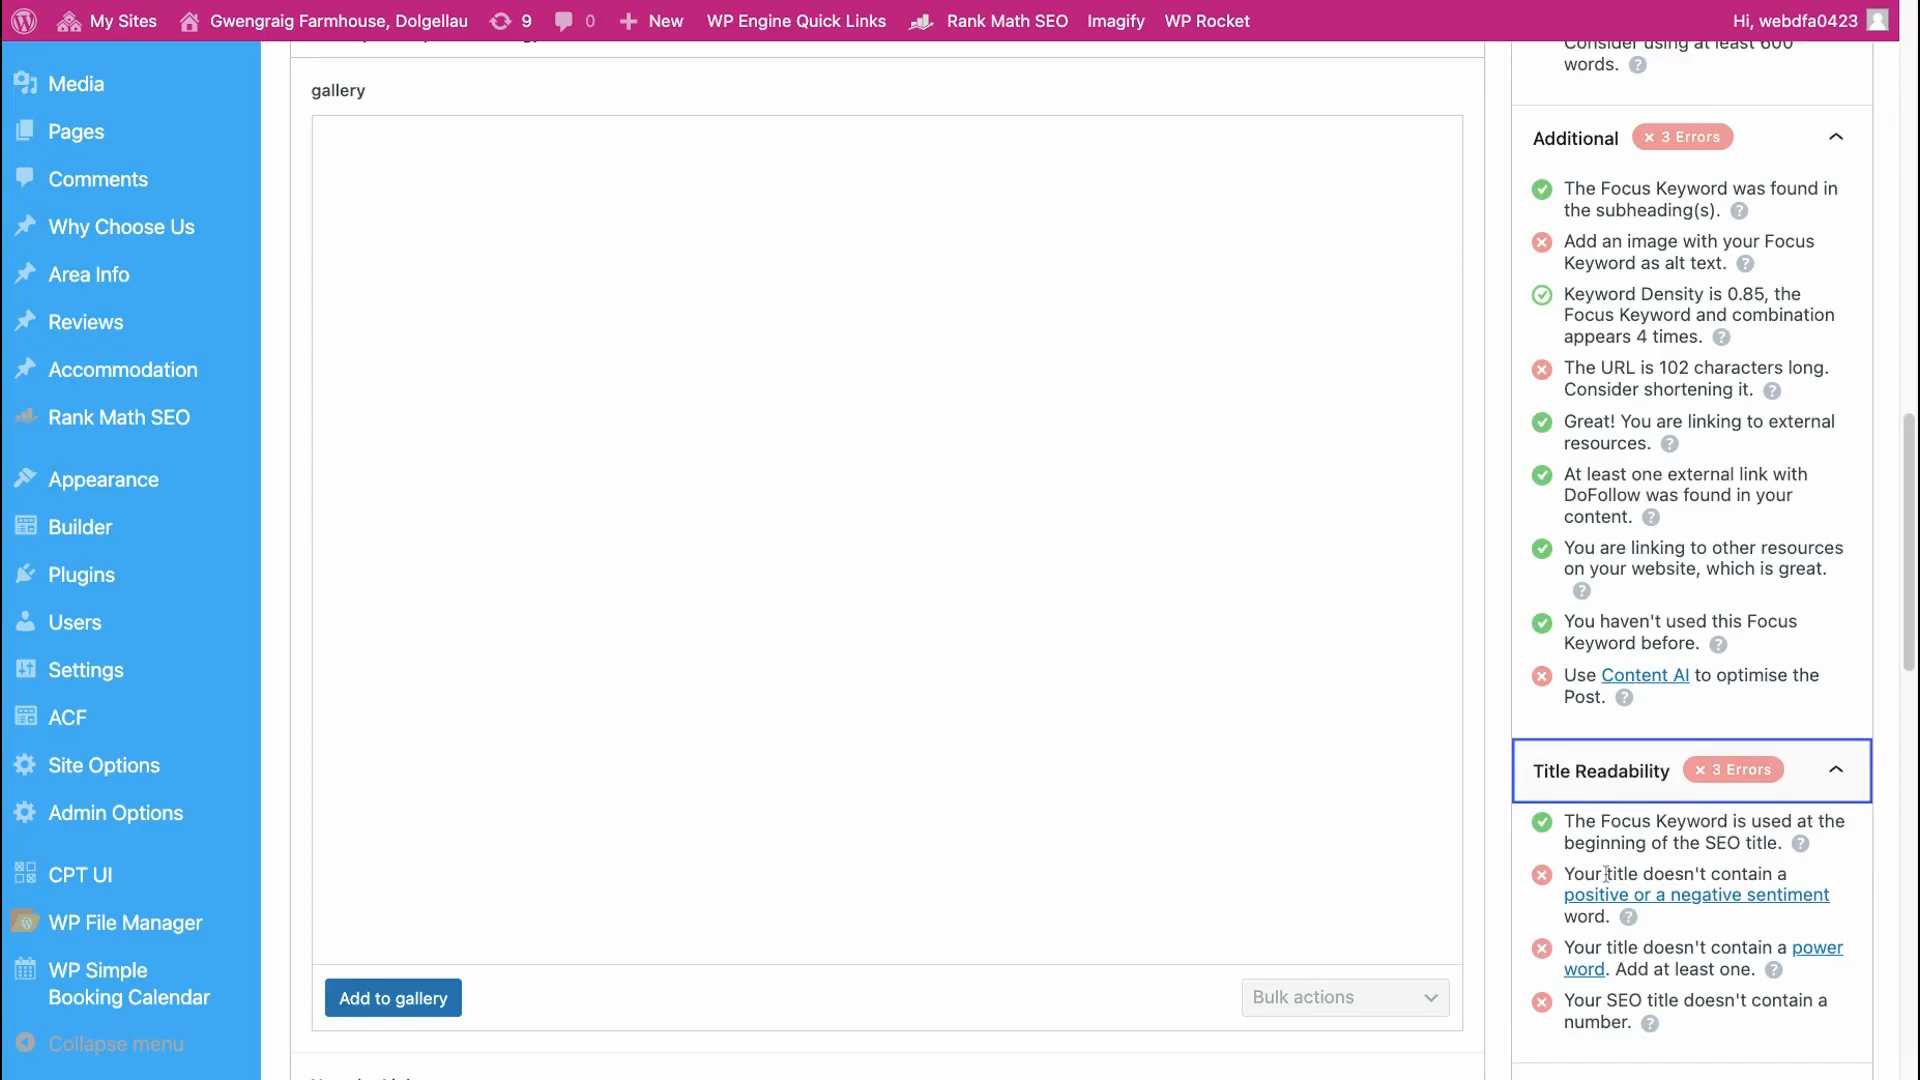 My Sites
Gwengraig Farmhouse, Dolgellau
9
0
New
WP Engine Quick Links
Rank Math SEO
Imagify
WP Rocket
Hi, webdfa0423
Media
Pages
Comments
Why Choose Us
Area Info
Reviews
Accommodation
Rank Math SEO
Appearance
Builder
Plugins
Users
Settings
ACF
Site Options
Admin Options
CPT UI
WP File Manager
WP Simple
Booking Calendar
Collapse menu
gallery
Add to gallery
Bulk actions
Consider using at least 600
words.
Additional
× 3 Errors
The Focus Keyword was found in
the subheading(s).
Add an image with your Focus
Keyword as alt text.
Keyword Density is 0.85, the
Focus Keyword and combination
appears 4 times.
The URL is 102 characters long.
Consider shortening it.
Great! You are linking to external
resources.
At least one external link with
DoFollow was found in your
content.
You are linking to other resources
on your website, which is great.
You haven't used this Focus
Keyword before.
Use Content AI to optimise the
Post.
Title Readability
× 3 Errors
The Focus Keyword is used at the
beginning of the SEO title.
Your title doesn't contain a
positive or a negative sentiment
word.
Your title doesn't contain a power
word. Add at least one.
Your SEO title doesn't contain a
number.